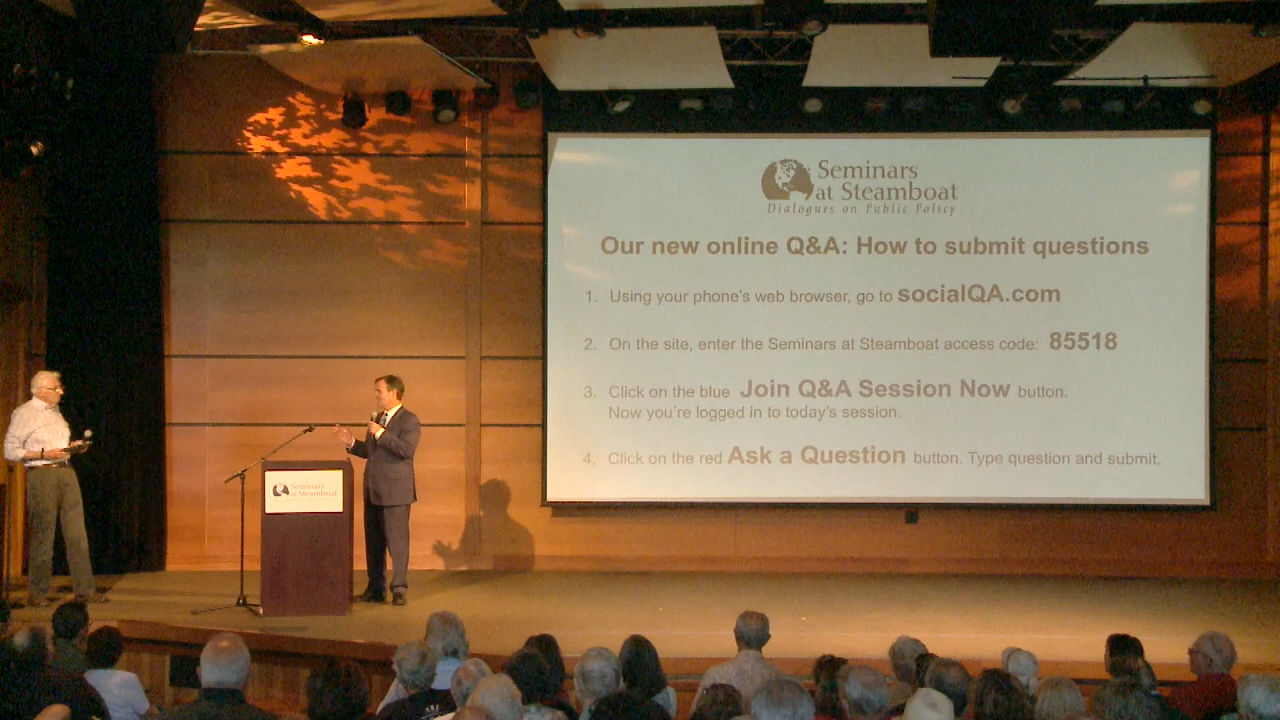 Seminars
at Steamboat
Dialogues on Public Policy
Our new online Q&A: How to submit questions
1. Using your phone's web browser, go to socialQA.com
2. On the site, enter the Seminars at Steamboat access code: 85518
3. Click on the blue Join Q&A Session Now button.
Now you're logged in to today's session.
4. Click on the red Ask a Question button. Type question and submit.
Seminars
at Steamboat